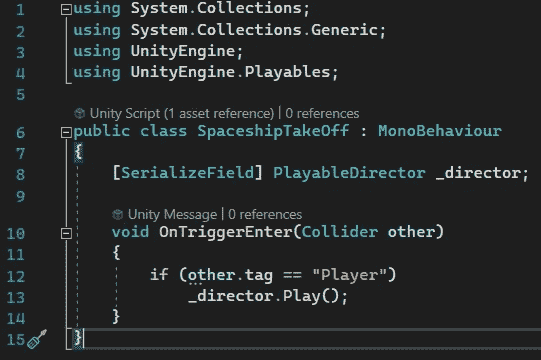 1 using System.Collections;
2 using System.Collections.Generic;
3 using UnityEngine;
4 using UnityEngine.Playables;
5
Unity Script (1 asset reference) | 0 references
6 public class SpaceshipTakeOff : MonoBehaviour
7 {
8 [SerializeField] PlayableDirector _director;
9
Unity Message | 0 references
10 void OnTriggerEnter(Collider other)
11 {
12 if (other.tag == "Player")
13 _director.Play();
14 }
15 }